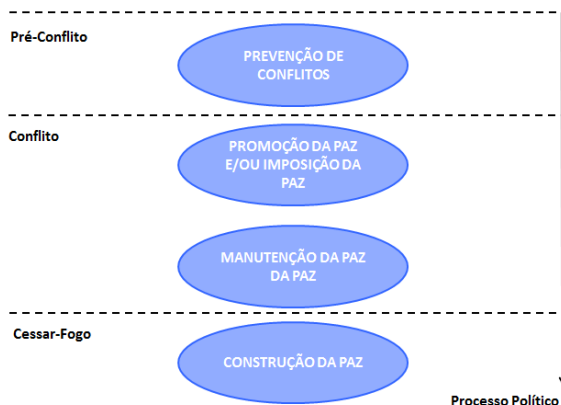 Pré-Conflito
PREVENÇÃO DE
CONFLITOS
Conflito
PROMOÇÃO DA PAZ
E/OU IMPOSIÇÃO DA
PAZ
MANUTENÇÃO DA PAZ
DA PAZ
Cessar-Fogo
CONSTRUÇÃO DA PAZ
Processo Político